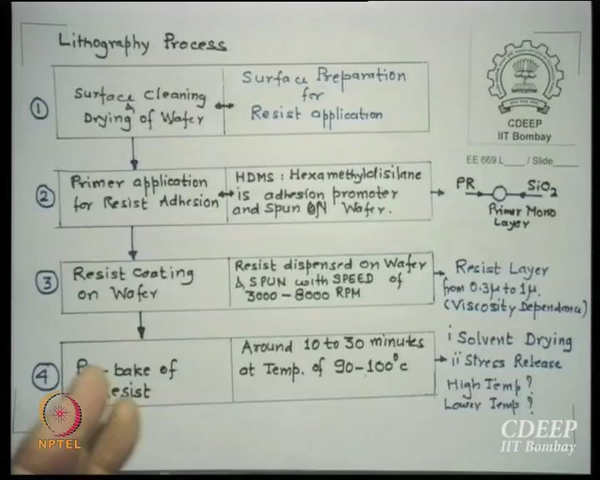 Lithography Process
CDEEP
IIT Bombay
EE 669 L___/ Slide___
1
Surface Cleaning
& Drying of Wafer
Surface Preparation
for
Resist application
2
Primer application
for Resist Adhesion
HDMS : Hexamethyldisilane
is adhesion promoter
and Spun ON Wafer.
PR
SiO2
Primer Mono
Layer
3
Resist Coating
on Wafer
Resist dispensed on Wafer
& SPUN with SPEED of
3000-8000 RPM
Resist Layer
from 0.3µ to 1µ.
(Viscosity Dependance)
4
bake of
esist
Around 10 to 30 minutes
at Temp. of 90-100°c
i Solvent Drying
ii Stress Release
High Temp ?
Lower Temp ?
NPTEL
CDEEP
IIT Bombay